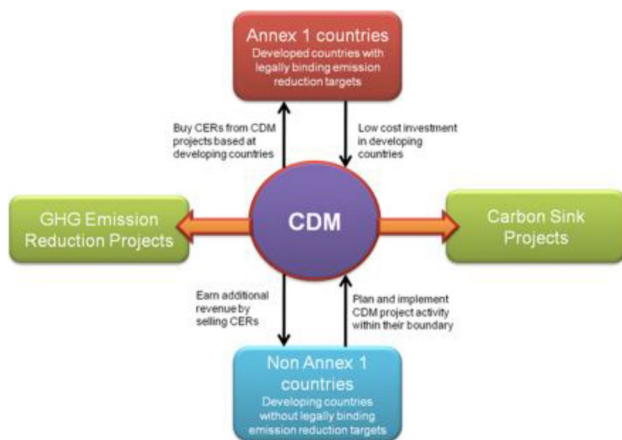 Annex 1 countries
Developed countries with
legally binding emission
reduction targets
Buy CERs from CDM
projects based at
developing countries
Low cost investment
in developing
countries
GHG Emission
Reduction Projects
CDM
Carbon Sink
Projects
Earn additional
revenue by
selling CERs
Plan and implement
CDM project activity
within their boundary
Non Annex 1
countries
Developing countries
without legally binding
emission reduction targets